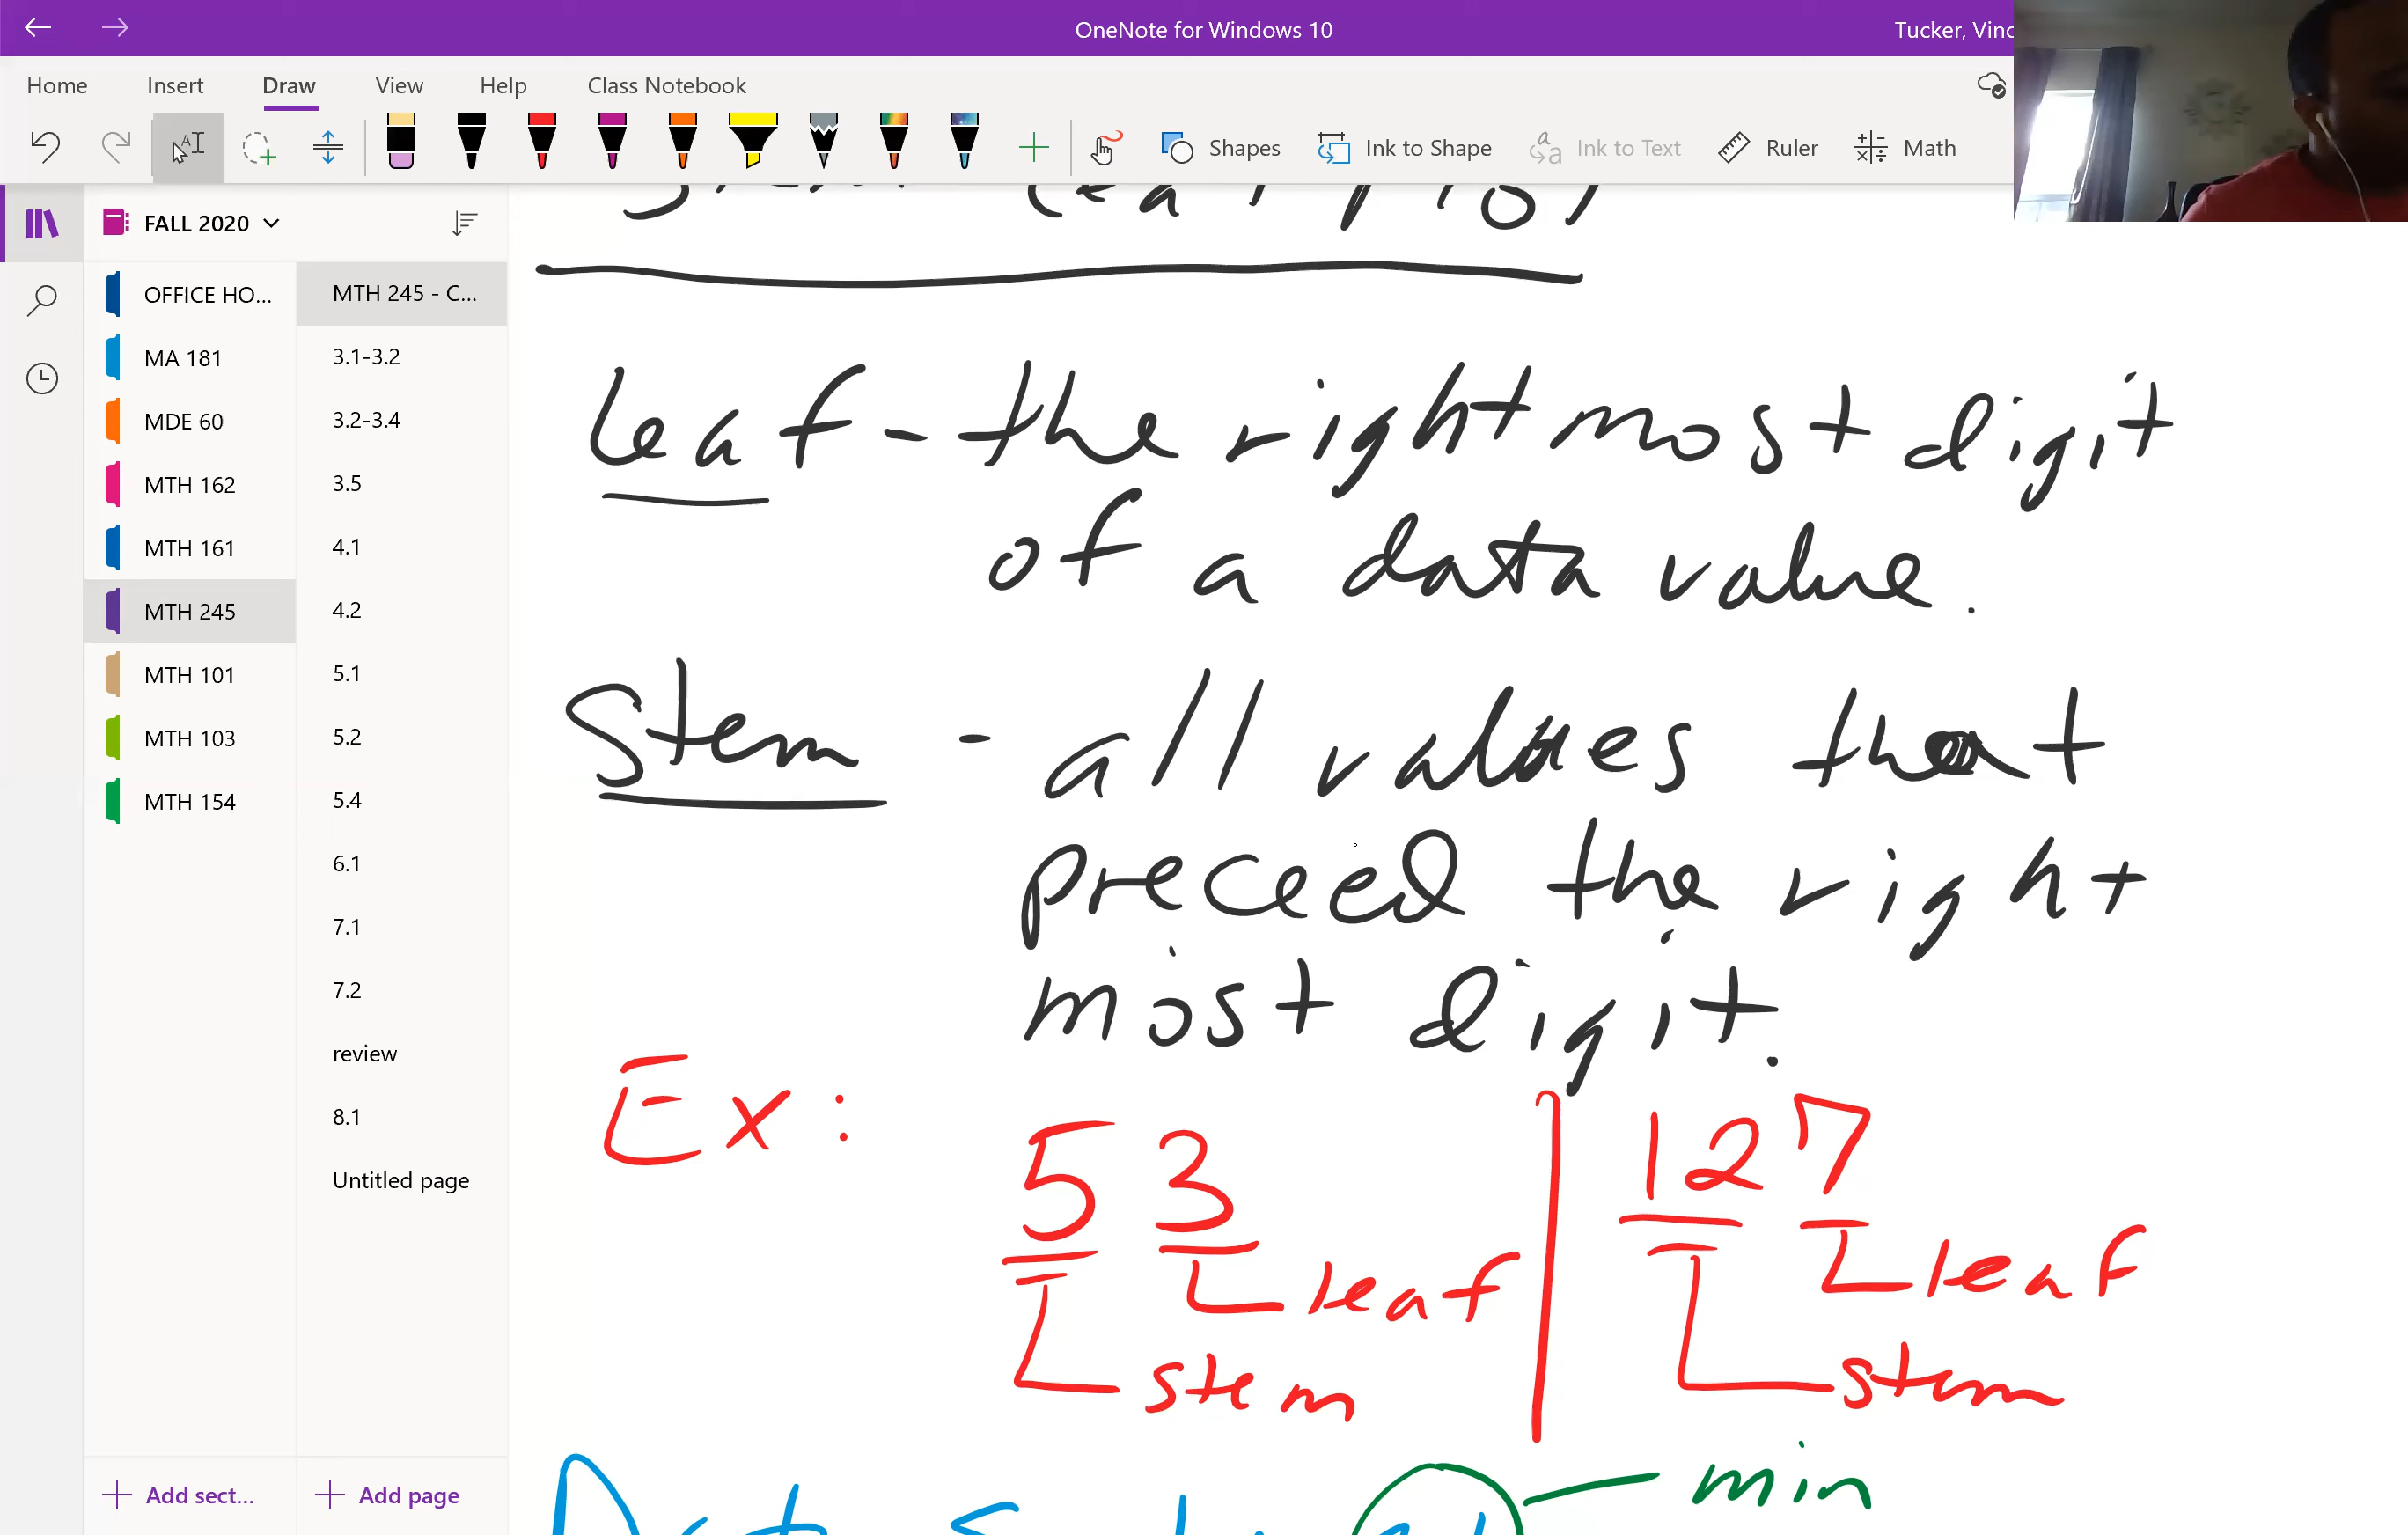 OneNote for Windows 10
Tucker, Vinc
Home Insert Draw View Help Class Notebook
Shapes Ink to Shape Ink to Text Ruler Math
FALL 2020
OFFICE HO...
MA 181
MDE 60
MTH 162
MTH 161
MTH 245
MTH 101
MTH 103
MTH 154
Add sect...
MTH 245 - C...
3.1-3.2
3.2-3.4
3.5
4.1
4.2
5.1
5.2
5.4
6.1
7.1
7.2
review
8.1
Untitled page
Add page
leaf - the right most digit
of a data value.
Stem - all values that
preceed the right
most digit.
Ex:
53 127
leaf leaf
stem stem
min